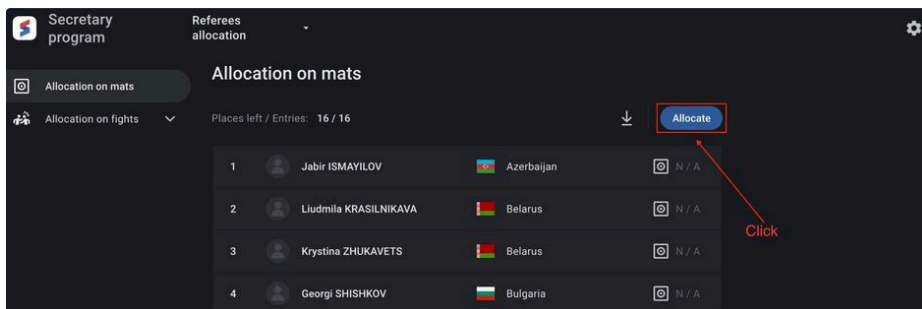 Secretary
program
Referees
allocation
Allocation on mats
Allocation on mats
Allocation on fights
Places left / Entries: 16 / 16
Allocate
1 Jabir ISMAYILOV Azerbaijan N / A
2 Liudmila KRASILNIKAVA Belarus N / A
Click
3 Krystina ZHUKAVETS Belarus N / A
4 Georgi SHISHKOV Bulgaria N / A